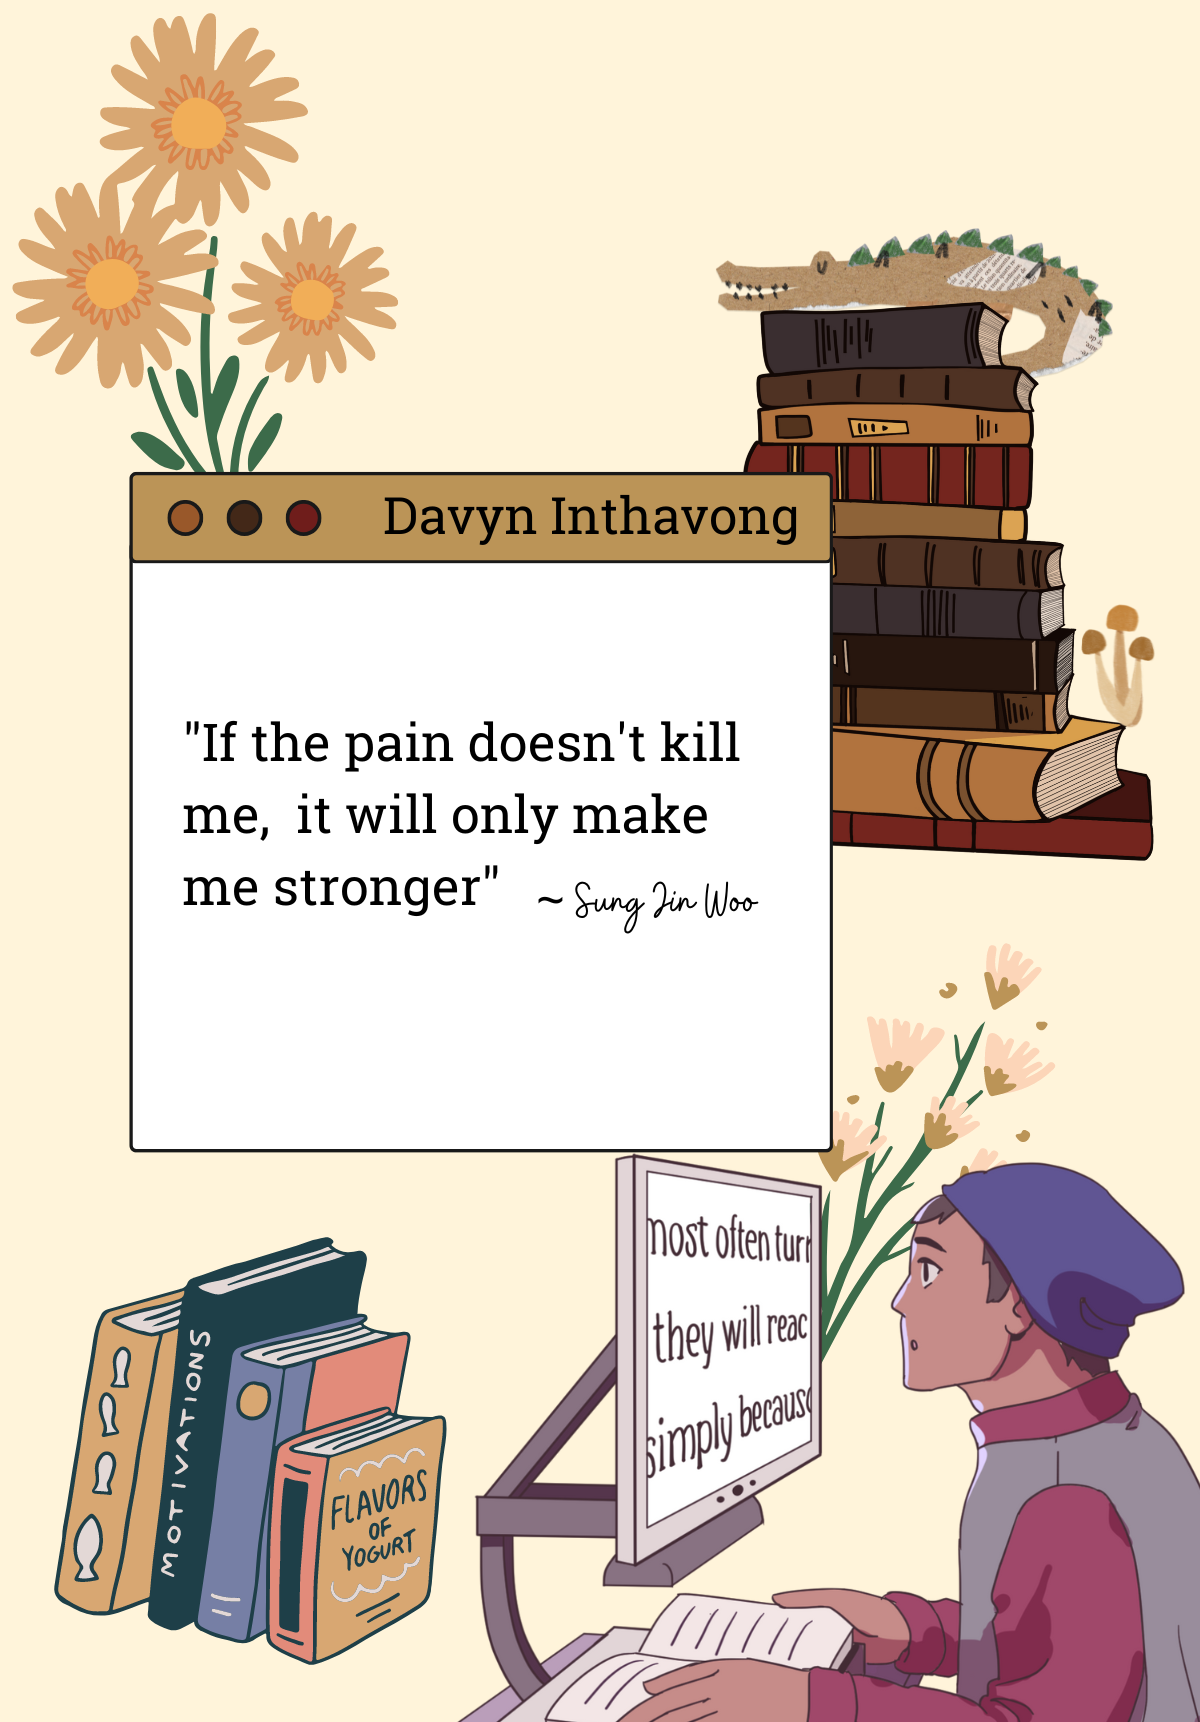 Davyn Inthavong
"If the pain doesn't kill
me,  it will only make
me stronger"
~ Sung Jin Woo
most often turn
they will reac
simply because
MOTIVATIONS
FLAVORS
OF
YOGURT